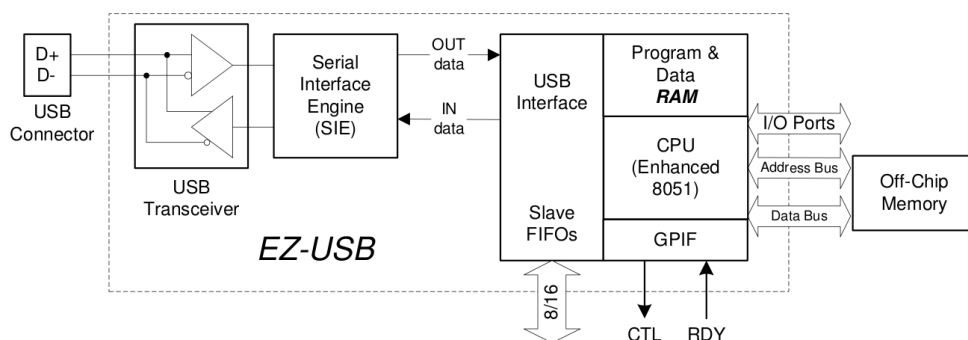 D+
D-
USB
Connector
USB
Transceiver
Serial
Interface
Engine
(SIE)
OUT
data
IN
data
USB
Interface
Slave
FIFOs
Program &
Data
RAM
CPU
(Enhanced
8051)
GPIF
I/O Ports
Address Bus
Data Bus
Off-Chip
Memory
EZ-USB
8/16
CTL
RDY